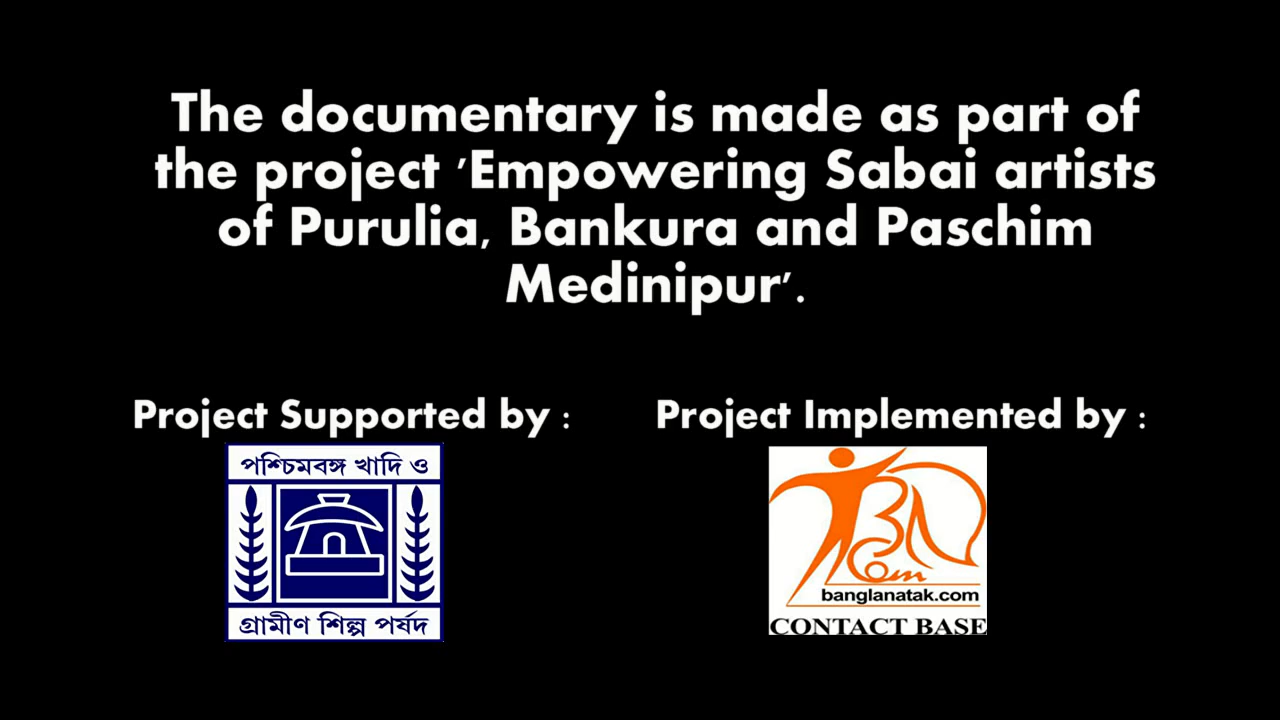 The documentary is made as part of
the project 'Empowering Sabai artists
of Purulia, Bankura and Paschim
Medinipur'.
Project Supported by :
পশ্চিমবঙ্গ খাদি ও
গ্রামীণ শিল্প পর্ষদ
Project Implemented by :
BN
Com
banglanatak.com
CONTACT BASE